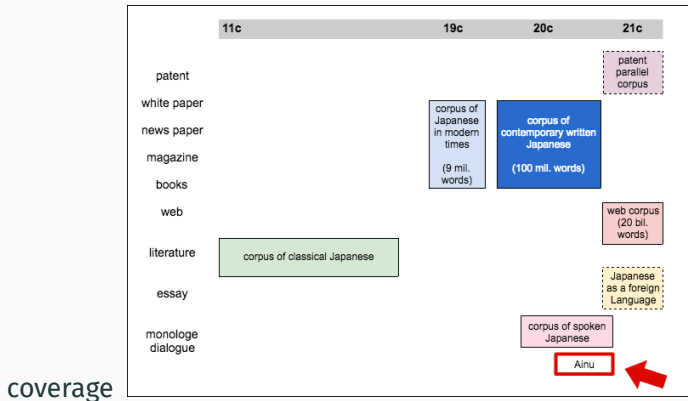 11c 19c 20c 21c
patent
white paper
news paper
magazine
books
web
literature
essay
monologe
dialogue
patent
parallel
corpus
corpus of
Japanese
in modern
times
(9 mil.
words)
corpus of
contemporary written
Japanese
(100 mil. words)
web corpus
(20 bil.
words)
corpus of classical Japanese
Japanese
as a foreign
Language
corpus of spoken
Japanese
Ainu
coverage